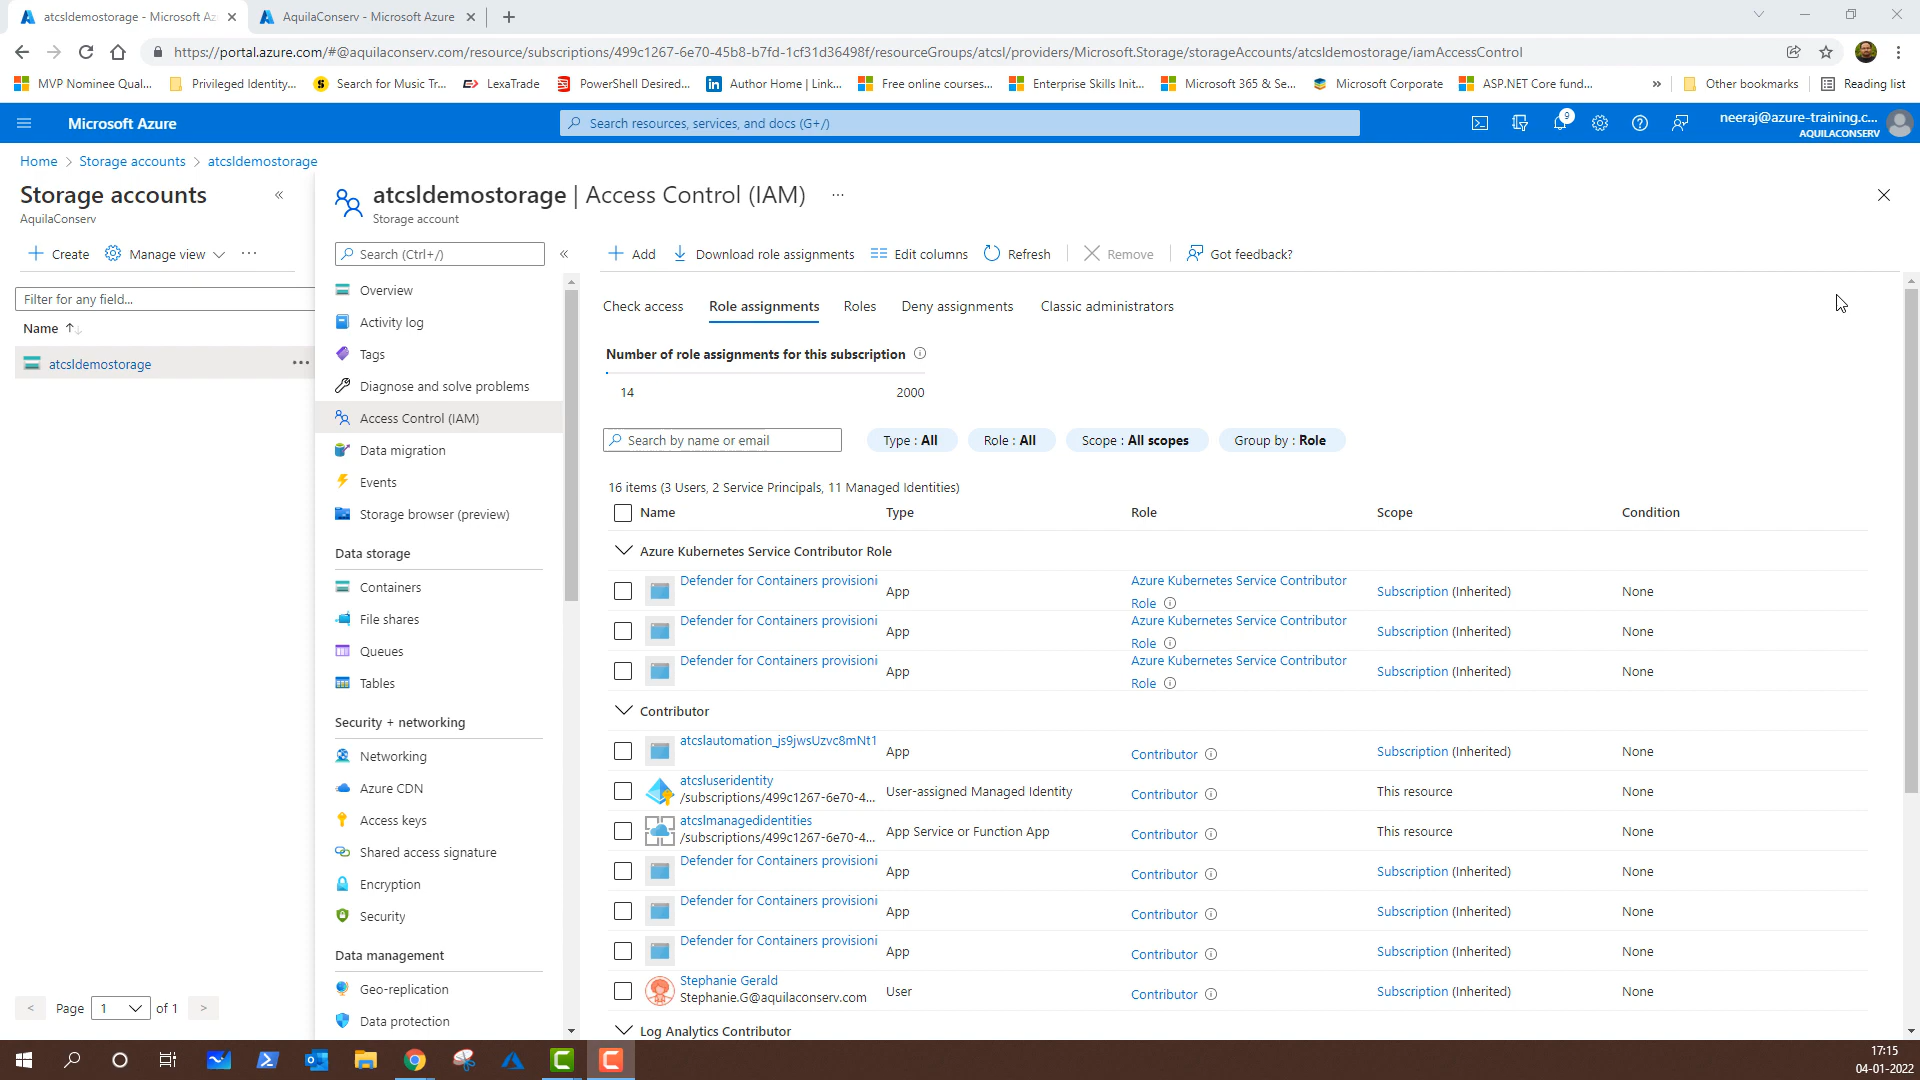 atcsldemostorage - Microsoft Az
AquilaConserv - Microsoft Azure
https://portal.azure.com/#@aquilaconserv.com/resource/subscriptions/499c1267-6e70-45b8-b7fd-1cf31d36498f/resourceGroups/atcsl/providers/Microsoft.Storage/storageAccounts/atcsldemostorage/iamAccessControl
MVP Nominee Qual...
Privileged Identity...
Search for Music Tr...
LexaTrade
PowerShell Desired...
Author Home | Link...
Free online courses...
Enterprise Skills Init...
Microsoft 365 & Se...
Microsoft Corporate
ASP.NET Core fund...
»
Other bookmarks
Reading list
Microsoft Azure
Search resources, services, and docs (G+/)
9
neeraj@azure-training.c...
AQUILACONSERV
Home > Storage accounts > atcsldemostorage
Storage accounts
«
AquilaConserv
atcsldemostorage | Access Control (IAM)
...
Storage account
Create
Manage view
...
Search (Ctrl+/)
«
Add
Download role assignments
Edit columns
Refresh
Remove
Got feedback?
Filter for any field...
Name
atcsldemostorage
...
Overview
Activity log
Tags
Diagnose and solve problems
Access Control (IAM)
Data migration
Events
Storage browser (preview)
Data storage
Containers
File shares
Queues
Tables
Security + networking
Networking
Azure CDN
Access keys
Shared access signature
Encryption
Security
Data management
Geo-replication
Data protection
Check access
Role assignments
Roles
Deny assignments
Classic administrators
Number of role assignments for this subscription
14
2000
Search by name or email
Type : All
Role : All
Scope : All scopes
Group by : Role
16 items (3 Users, 2 Service Principals, 11 Managed Identities)
Name Type Role Scope Condition
Azure Kubernetes Service Contributor Role
Defender for Containers provisioni App Azure Kubernetes Service Contributor Role Subscription (Inherited) None
Defender for Containers provisioni App Azure Kubernetes Service Contributor Role Subscription (Inherited) None
Defender for Containers provisioni App Azure Kubernetes Service Contributor Role Subscription (Inherited) None
Contributor
atcslautomation_js9jwsUzvc8mNt1 App Contributor Subscription (Inherited) None
atcsluseridentity
/subscriptions/499c1267-6e70-4... User-assigned Managed Identity Contributor This resource None
atcslmanagedidentities
/subscriptions/499c1267-6e70-4... App Service or Function App Contributor This resource None
Defender for Containers provisioni App Contributor Subscription (Inherited) None
Defender for Containers provisioni App Contributor Subscription (Inherited) None
Defender for Containers provisioni App Contributor Subscription (Inherited) None
Stephanie Gerald
Stephanie.G@aquilaconserv.com User Contributor Subscription (Inherited) None
Log Analytics Contributor
< Page 1 of 1 >
17:15
04-01-2022